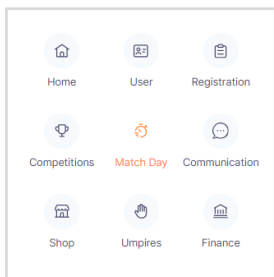 Home User Registration
Competitions Match Day Communication
Shop Umpires Finance